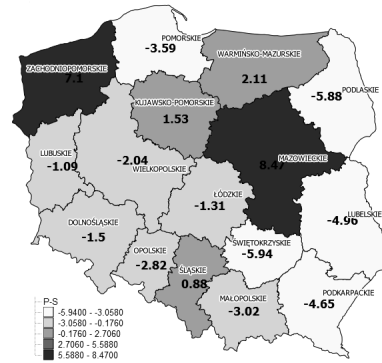 POMORSKIE
-3.59
WARMIŃSKO-MAZURSKIE
2.11
ZACHODNIOPOMORSKIE
7.1
PODLASKIE
-5.88
KUJAWSKO-POMORSKIE
1.53
LUBUSKIE
-1.09
-2.04
WIELKOPOLSKIE
8.47
MAZOWIECKIE
ŁÓDZKIE
-1.31
LUBELSKIE
-4.96
DOLNOŚLĄSKIE
-1.5
OPOLSKIE
-2.82
ŚWIĘTOKRZYSKIE
-5.94
ŚLĄSKIE
0.88
MAŁOPOLSKIE
-3.02
PODKARPACKIE
-4.65
P-S
-5.9400 - -3.0580
-3.0580 - -0.1760
-0.1760 - 2.7060
2.7060 - 5.5880
5.5880 - 8.4700